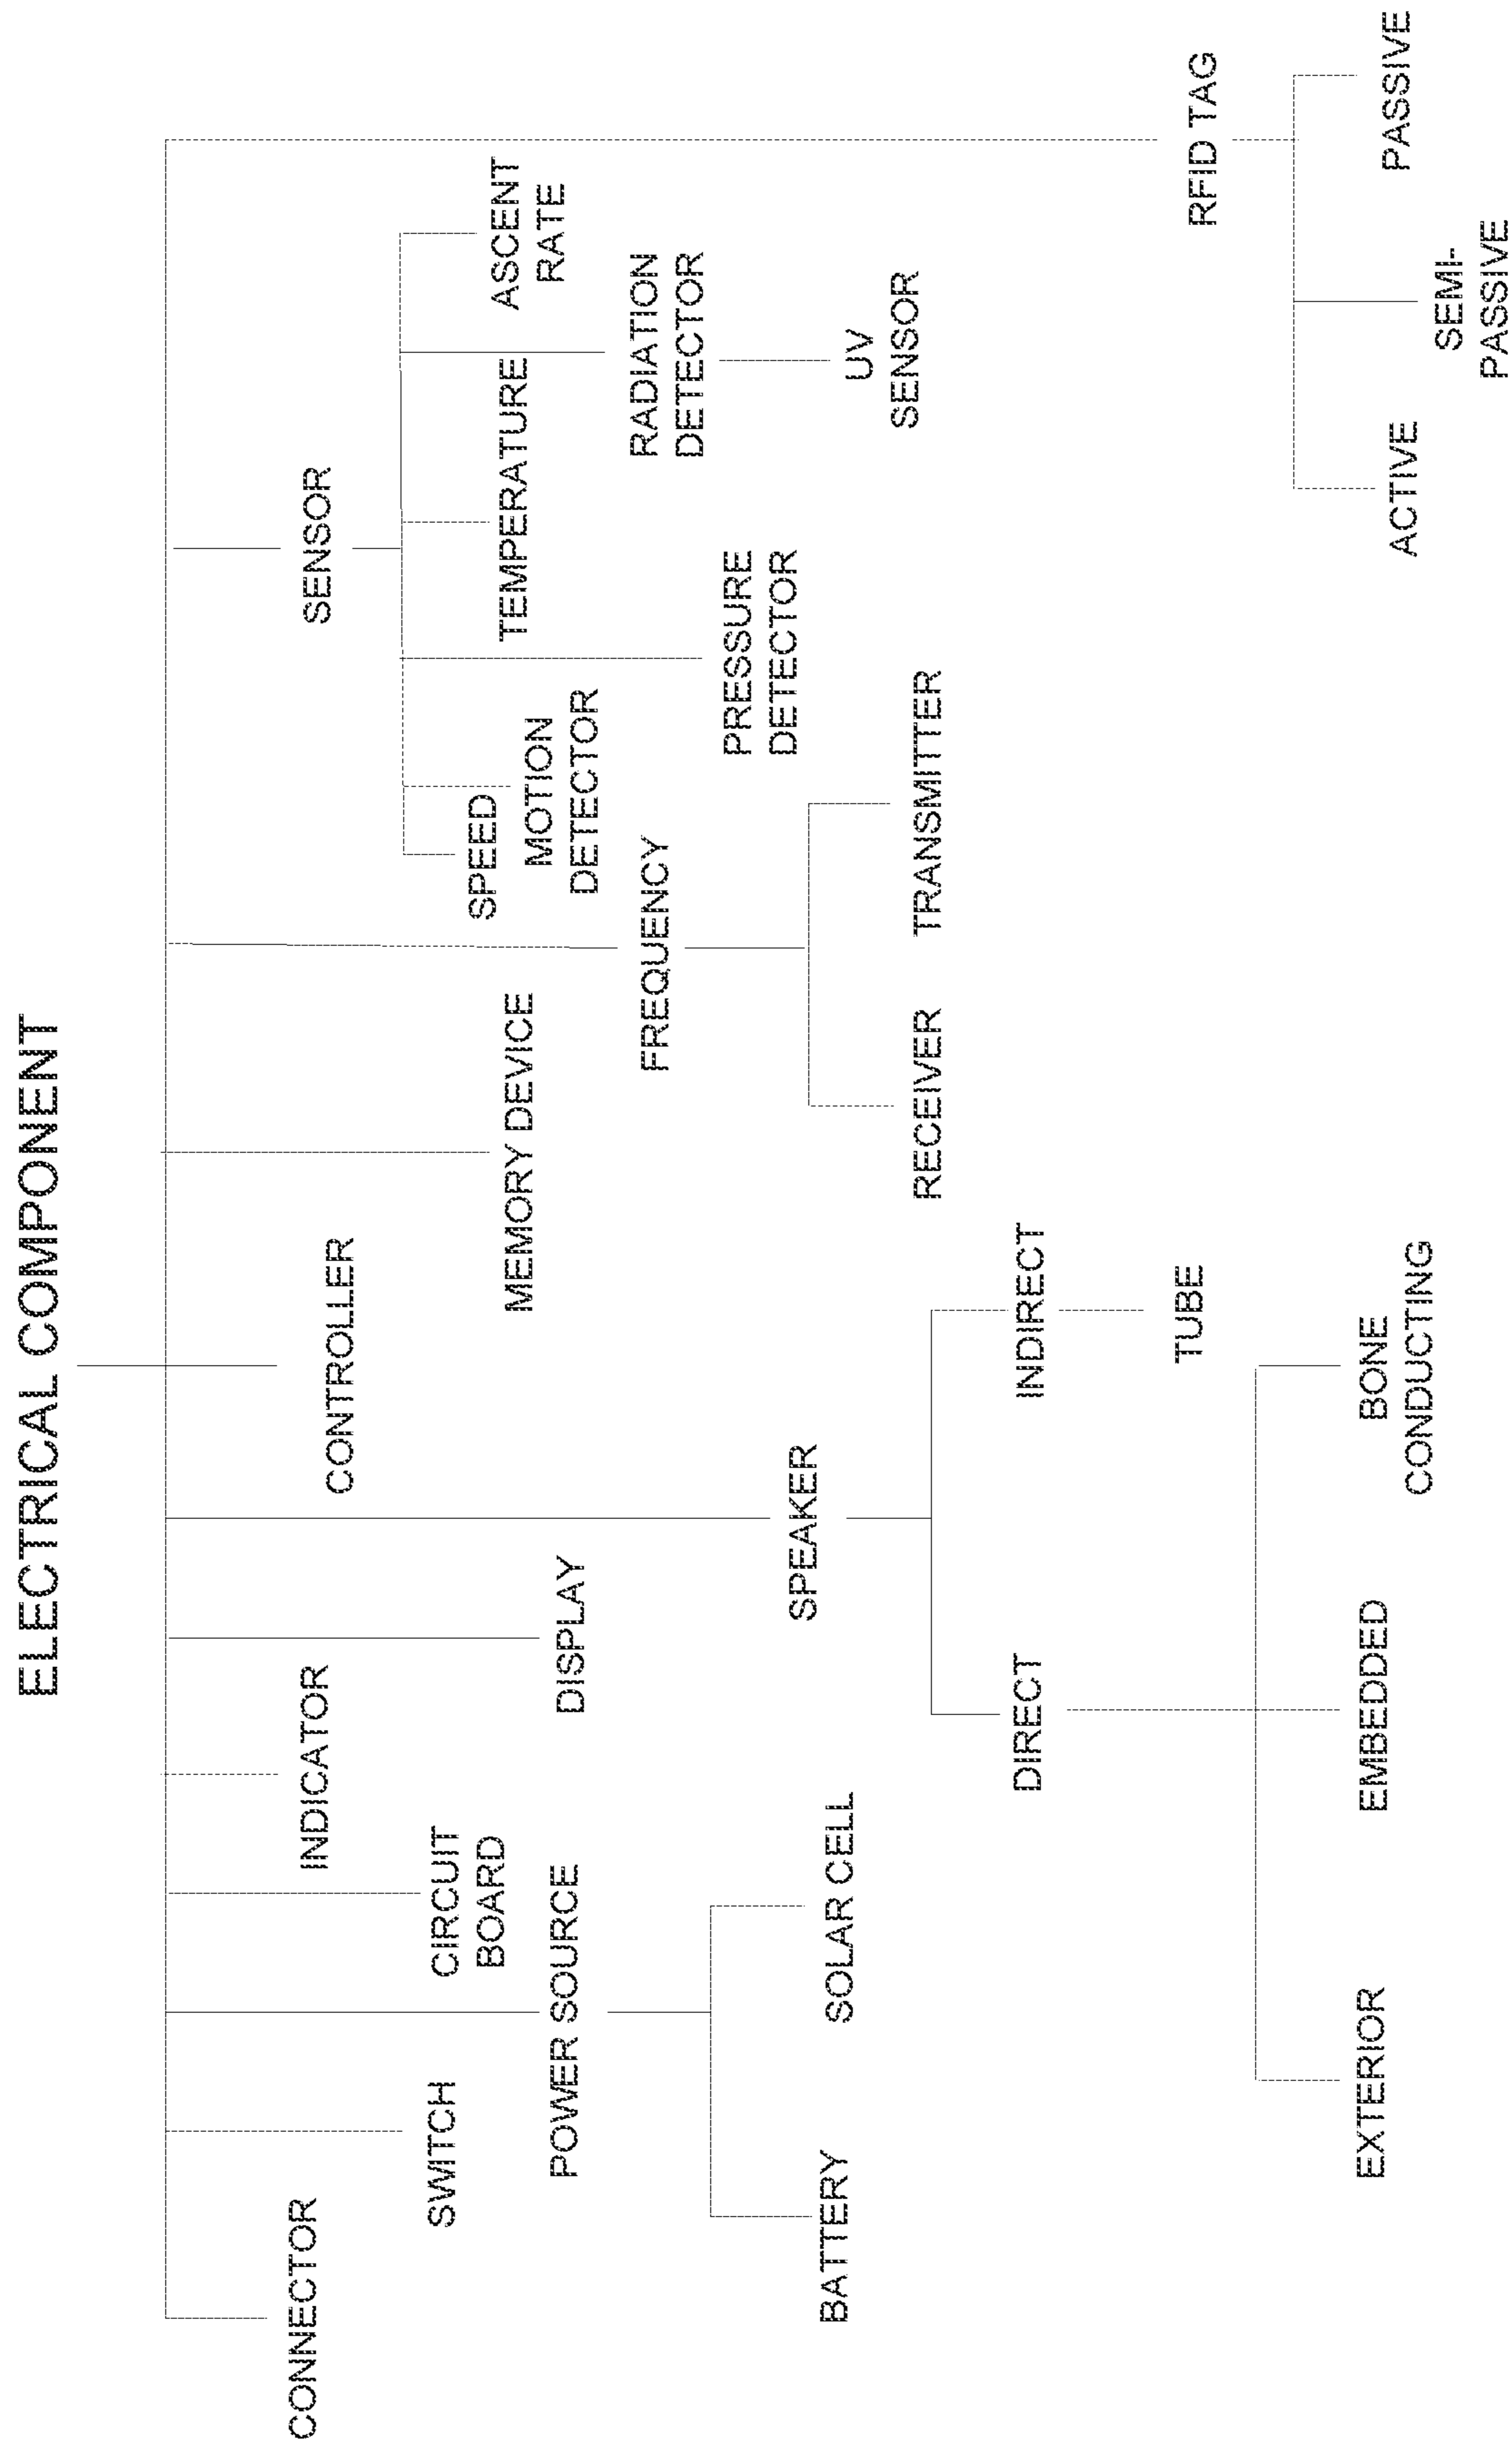 ELECTRICAL COMPONENT
CONNECTOR
SWITCH
POWER SOURCE
BATTERY
SOLAR CELL
CIRCUIT
BOARD
INDICATOR
DISPLAY
SPEAKER
DIRECT
EXTERIOR
EMBEDDED
BONE
CONDUCTING
INDIRECT
TUBE
CONTROLLER
MEMORY DEVICE
FREQUENCY
RECEIVER
TRANSMITTER
SENSOR
SPEED
MOTION
DETECTOR
PRESSURE
DETECTOR
TEMPERATURE
RADIATION
DETECTOR
UV
SENSOR
ASCENT
RATE
RFID TAG
ACTIVE
SEMI-
PASSIVE
PASSIVE